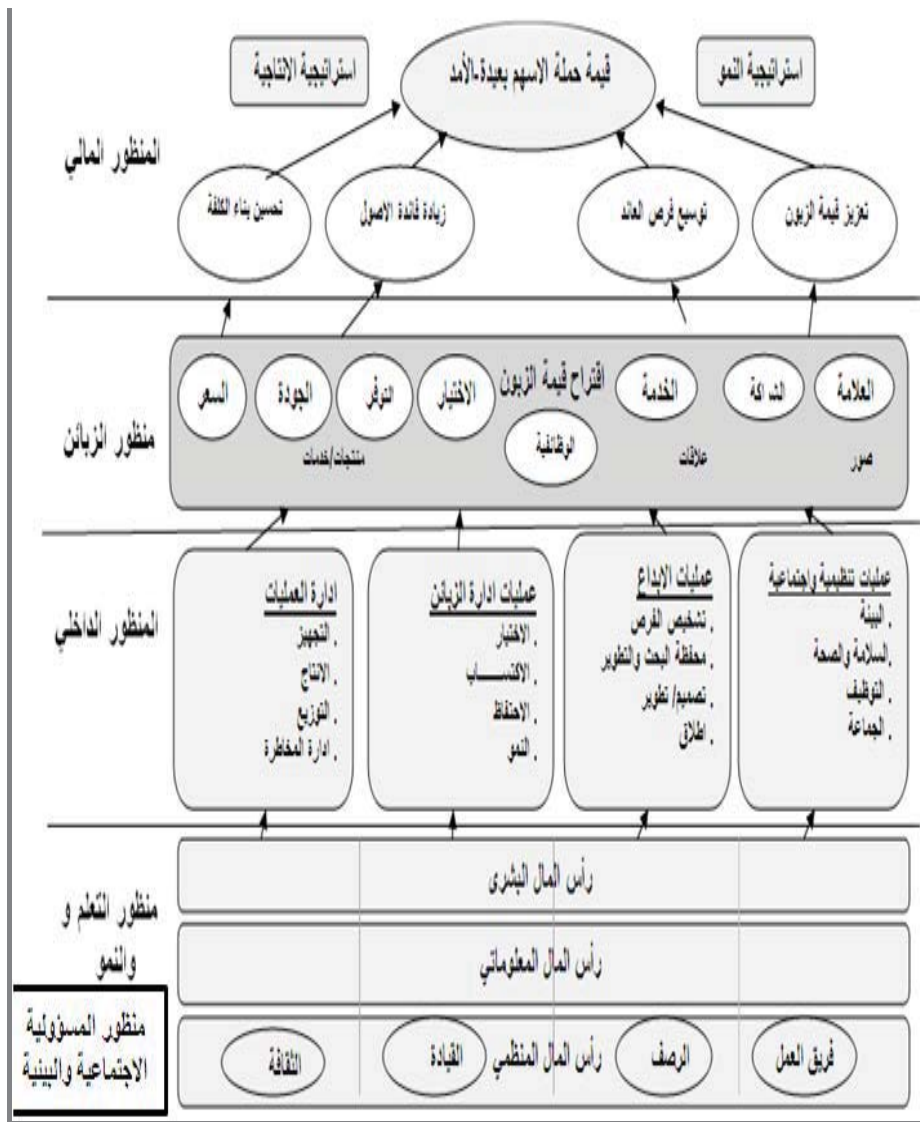 استراتيجية النمو
قيمة حملة الاسهم بعيدة-الأمد
استراتيجية الانتاجية
المنظور المالي
تعزيز قيمة الزبون
توسيع فرص العائد
زيادة فائدة الاصول
تحسين بناء الكلفة
منظور الزبائن
اقتراح قيمة الزبون
العلامة
الشراكة
الخدمة
الوظائفية
الاختيار
التوفر
الجودة
السعر
صور
علاقات
منتجات/خدمات
المنظور الداخلي
عمليات تنظيمية وإجتماعية
. البيئة
. السلامة والصحة
. التوظيف
. الجماعة
عمليات الابداع
. تشخيص الفرص
. محفظة البحث والتطوير
. تصميم/ تطوير
. اطلاق
عمليات ادارة الزبائن
. الاختيار
. الاكتســـــاب
. الاحتفاظ
. النمو
ادارة العمليات
. التجهيز
. الانتاج
. التوزيع
. ادارة المخاطرة
منظور التعلم و
والنمو
رأس المال البشري
رأس المال المعلوماتي
رأس المال المنظمي
فريق العمل
الرصف
القيادة
الثقافة
منظور المسؤولية
الاجتماعية والبيئية